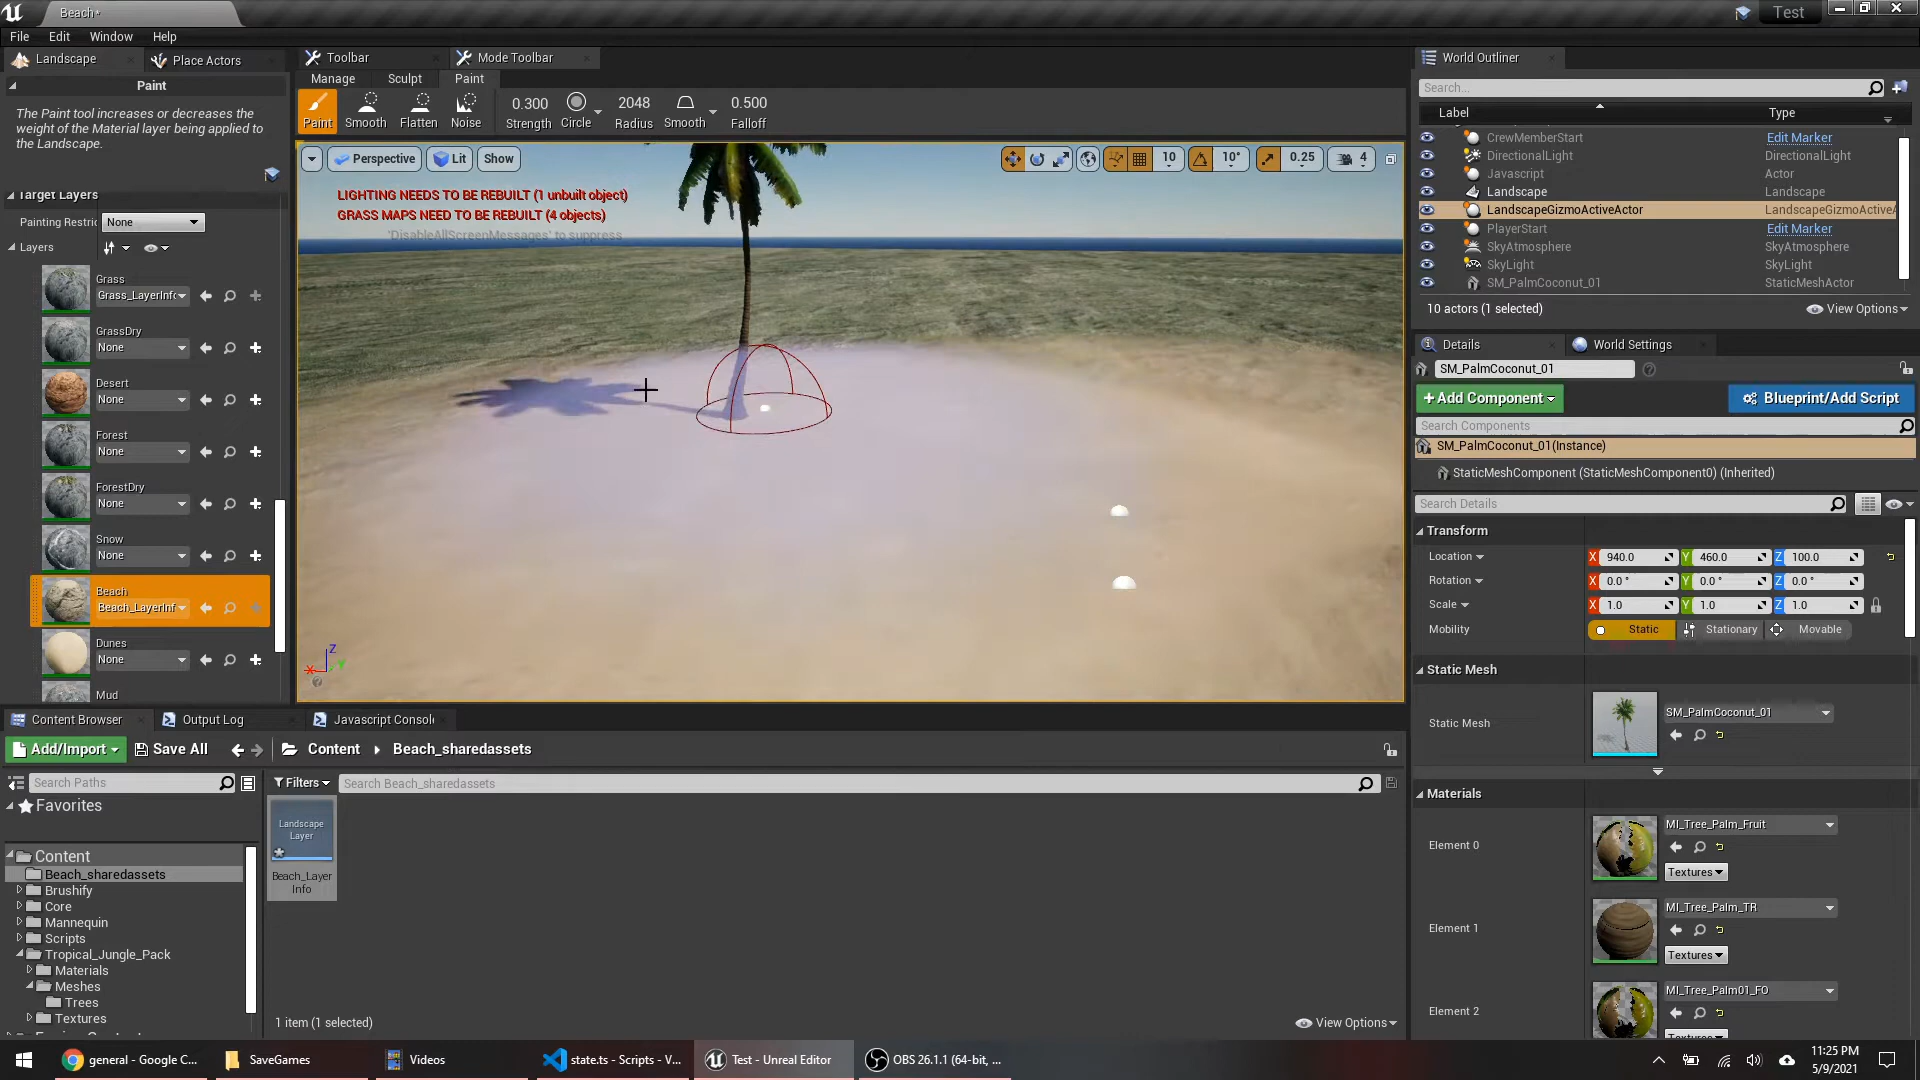 Beach*
Test
File Edit Window Help
Landscape
Place Actors
Toolbar
Mode Toolbar
World Outliner
Paint
Manage Sculpt Paint
Search...
The Paint tool increases or decreases the
weight of the Material layer being applied to
the Landscape.
Paint
Smooth
Flatten
Noise
0.300
Strength
Circle
2048
Radius
Smooth
0.500
Falloff
Label Type
CrewMemberStart Edit Marker
DirectionalLight DirectionalLight
Javascript Actor
Landscape Landscape
LandscapeGizmoActiveActor LandscapeGizmoActiveA
PlayerStart Edit Marker
SkyAtmosphere SkyAtmosphere
SkyLight SkyLight
SM_PalmCoconut_01 StaticMeshActor
10 actors (1 selected) View Options
Perspective Lit Show
10 10° 0.25 4
LIGHTING NEEDS TO BE REBUILT (1 unbuilt object)
GRASS MAPS NEED TO BE REBUILT (4 objects)
'DisableAllScreenMessages' to suppress
Target Layers
Painting Restric None
Layers
Grass
Grass_LayerInfo
GrassDry
None
Desert
None
Forest
None
ForestDry
None
Snow
None
Beach
Beach_LayerInf
Dunes
None
Mud
Z
X Y
Details
World Settings
SM_PalmCoconut_01
+Add Component
Blueprint/Add Script
Search Components
SM_PalmCoconut_01(Instance)
StaticMeshComponent (StaticMeshComponent0) (Inherited)
Search Details
Transform
Location X 940.0 Y 460.0 Z 100.0
Rotation X 0.0 ° Y 0.0 ° Z 0.0 °
Scale X 1.0 Y 1.0 Z 1.0
Mobility Static Stationary Movable
Static Mesh
Static Mesh SM_PalmCoconut_01
Materials
Element 0 MI_Tree_Palm_Fruit
Textures
Element 1 MI_Tree_Palm_TR
Textures
Element 2 MI_Tree_Palm01_FO
Content Browser
Output Log
Javascript Consol
Add/Import Save All Content Beach_sharedassets
Search Paths
Filters Search Beach_sharedassets
Favorites
Content
Beach_sharedassets
Brushify
Core
Mannequin
Scripts
Tropical_Jungle_Pack
Materials
Meshes
Trees
Textures
Landscape
Layer
Beach_Layer
Info
1 item (1 selected) View Options
general - Google C...
SaveGames
Videos
state.ts - Scripts - V...
Test - Unreal Editor
OBS 26.1.1 (64-bit, ...
11:25 PM
5/9/2021